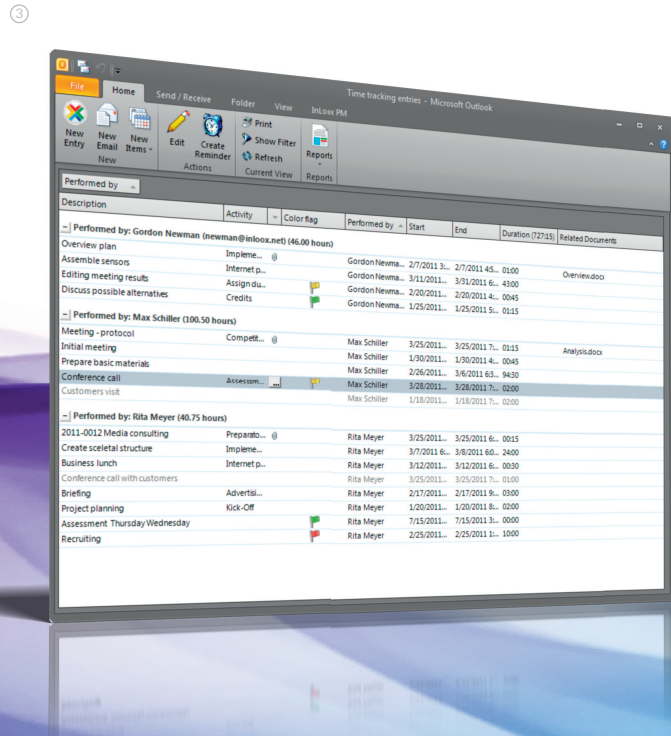 3
Time tracking entries - Microsoft Outlook
File Home Send / Receive Folder View InLoox PM
New Entry New Email New Items Edit Create Reminder Print Show Filter Refresh Reports
New Actions Current View Reports
Performed by
Description Activity Color flag Performed by Start End Duration (727:15) Related Documents
Performed by: Gordon Newman (newman@inloox.net) (46.00 hours)
Overview plan Impleme... Gordon Newma... 2/7/2011 3:... 2/7/2011 4:5... 01:00 Overview.docx
Assemble sensors Internet p... Gordon Newma... 3/11/2011... 3/31/2011 6:... 43:00
Editing meeting results Assign du... Gordon Newma... 2/20/2011... 2/20/2011 4:... 00:45
Discuss possible alternatives Credits Gordon Newma... 1/25/2011... 1/25/2011 5:... 01:15
Performed by: Max Schiller (100.50 hours)
Meeting - protocol Competit... Max Schiller 3/25/2011... 3/25/2011 7:... 01:15 Analysis.docx
Initial meeting Max Schiller 1/30/2011... 1/30/2011 4:... 00:45
Prepare basic materials Max Schiller 2/26/2011... 3/6/2011 6:3... 94:30
Conference call Assessm... ... Max Schiller 3/28/2011... 3/28/2011 7:... 02:00
Customers visit Max Schiller 1/18/2011... 1/18/2011 7:... 02:00
Performed by: Rita Meyer (40.75 hours)
2011-0012 Media consulting Preparato... Rita Meyer 3/25/2011... 3/25/2011 6:... 00:15
Create sceletal structure Impleme... Rita Meyer 3/7/2011 6:... 3/8/2011 6:0... 24:00
Business lunch Internet p... Rita Meyer 3/12/2011... 3/12/2011 6:... 00:30
Conference call with customers Rita Meyer 3/25/2011... 3/25/2011 7:... 01:00
Briefing Advertisi... Rita Meyer 2/17/2011... 2/17/2011 9:... 03:00
Project planning Kick-Off Rita Meyer 1/20/2011... 1/20/2011 8:... 02:00
Assessment Thursday Wednesday Rita Meyer 7/15/2011... 7/15/2011 3:... 00:00
Recruiting Rita Meyer 2/25/2011... 2/25/2011 1:... 10:00